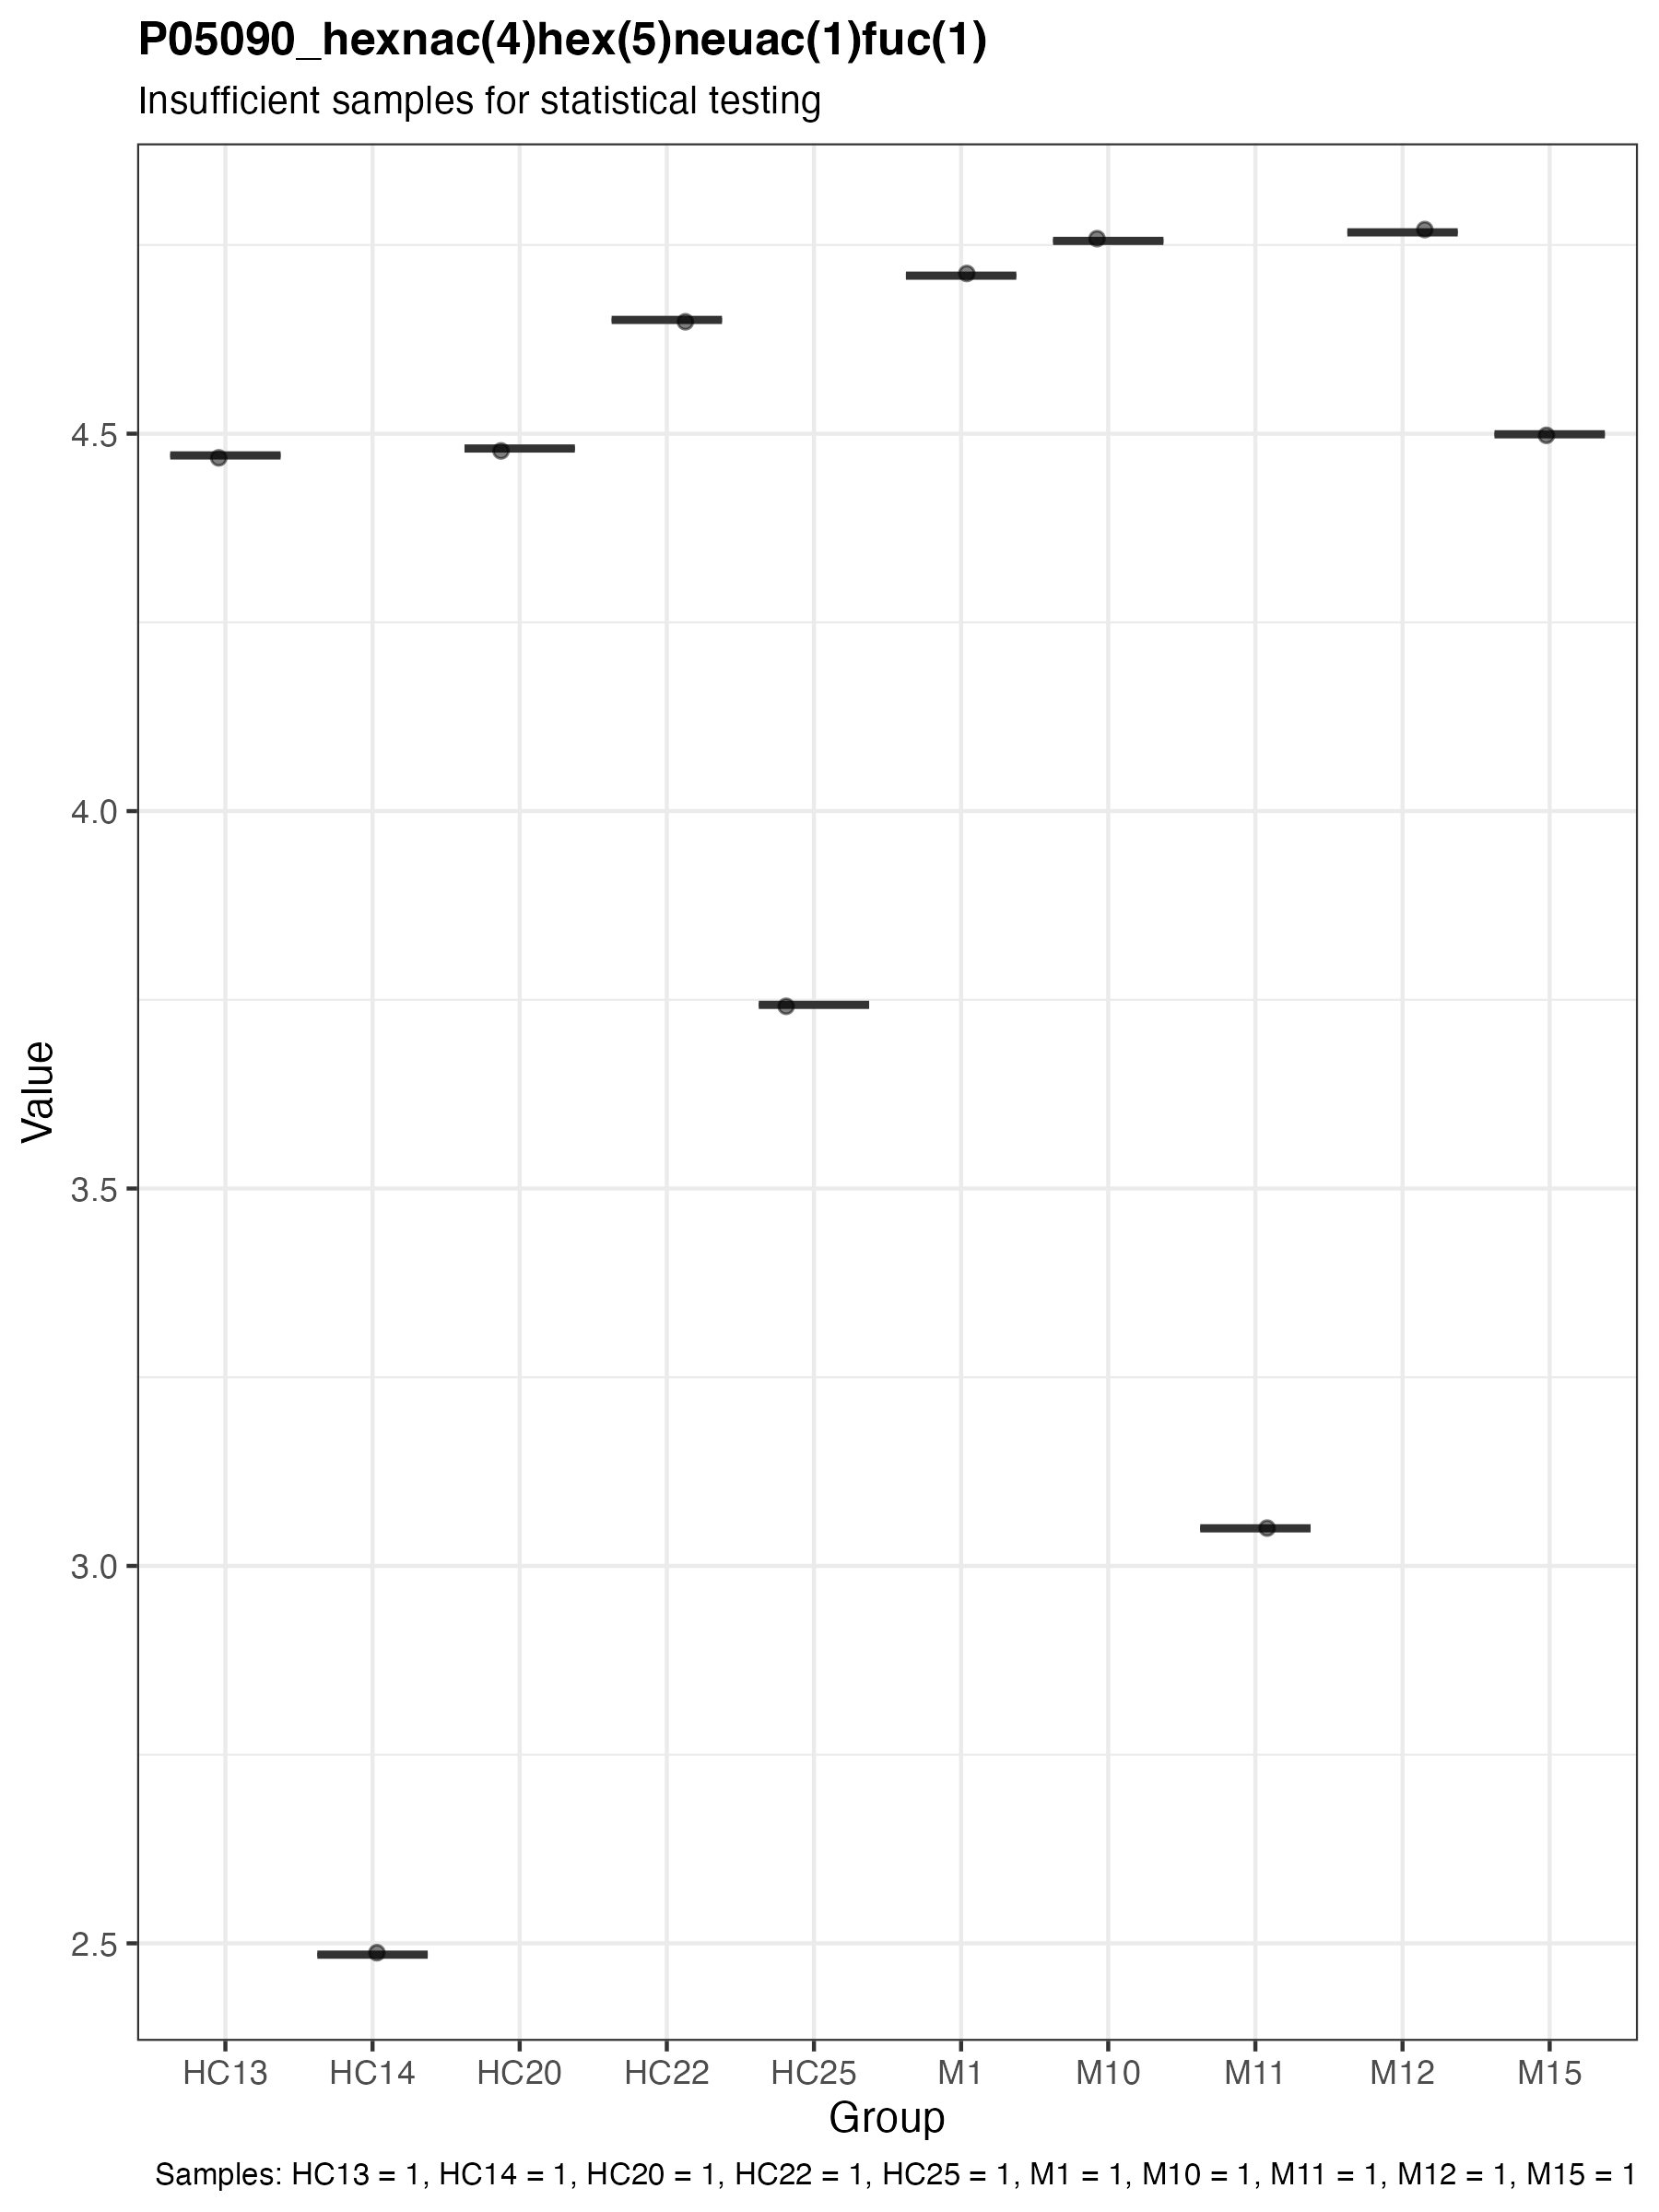 P05090_hexnac(4)hex(5)neuac(1)fuc(1)
Insufficient samples for statistical testing
4.5
4.0
3.5
3.0
2.5
Value
HC13 HC14 HC20 HC22 HC25 M1 M10 M11 M12 M15
Group
Samples: HC13 = 1, HC14 = 1, HC20 = 1, HC22 = 1, HC25 = 1, M1 = 1, M10 = 1, M11 = 1, M12 = 1, M15 = 1